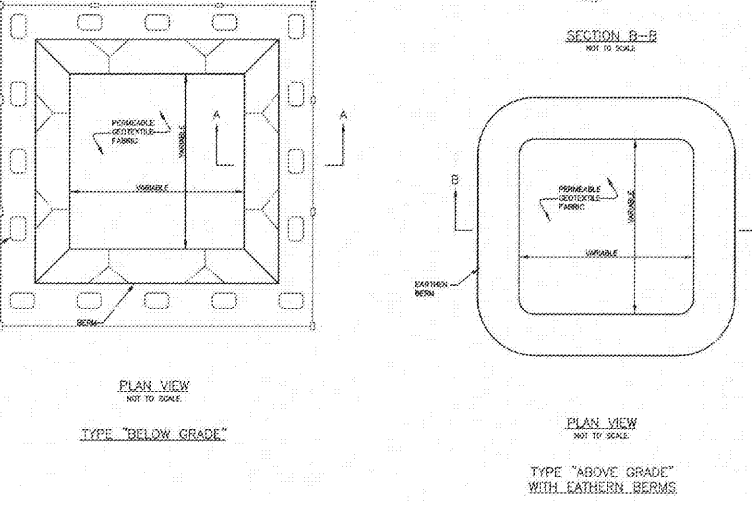 A
A
PERMEABLE
GEOTEXTILE
FABRIC
VARIABLE
VARIABLE
BERM
PLAN VIEW
NOT TO SCALE
TYPE "BELOW GRADE"
SECTION B-B
NOT TO SCALE
B
PERMEABLE
GEOTEXTILE
FABRIC
VARIABLE
VARIABLE
EARTHEN
BERM
PLAN VIEW
NOT TO SCALE
TYPE "ABOVE GRADE"
WITH EATHERN BERMS